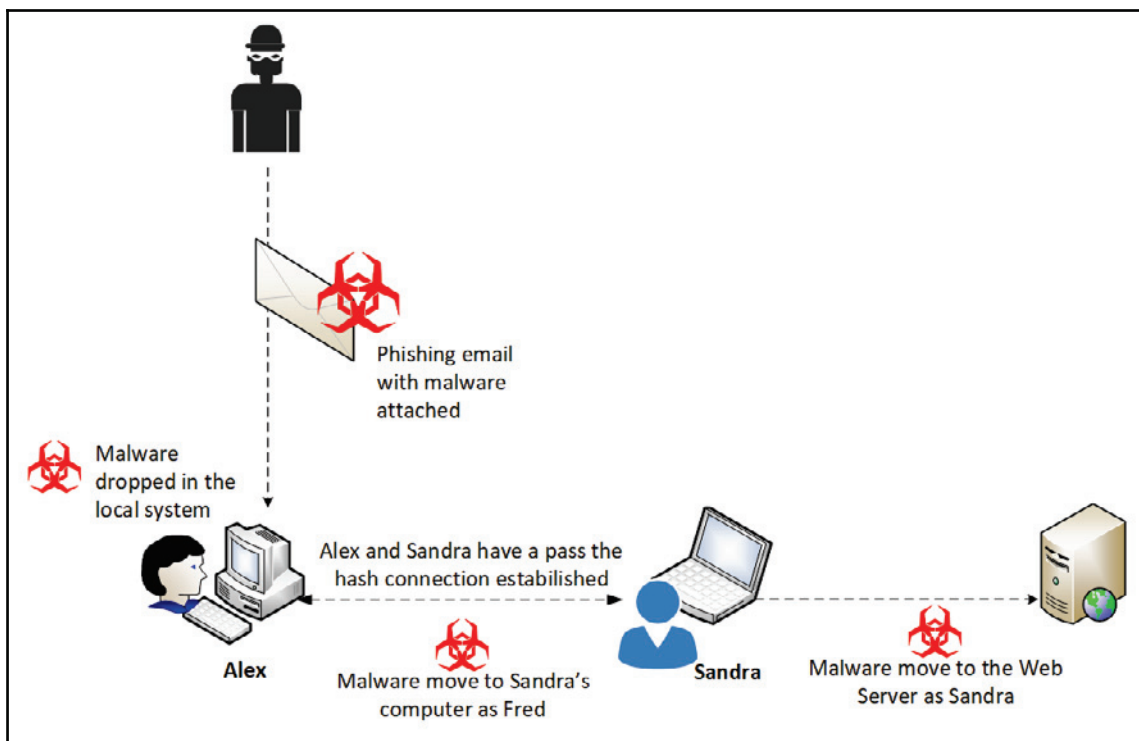 Phishing email
with malware
attached
Malware
dropped in the
local system
Alex and Sandra have a pass the
hash connection estabilished
Alex
Malware move to Sandra's
computer as Fred
Sandra
Malware move to the Web
Server as Sandra